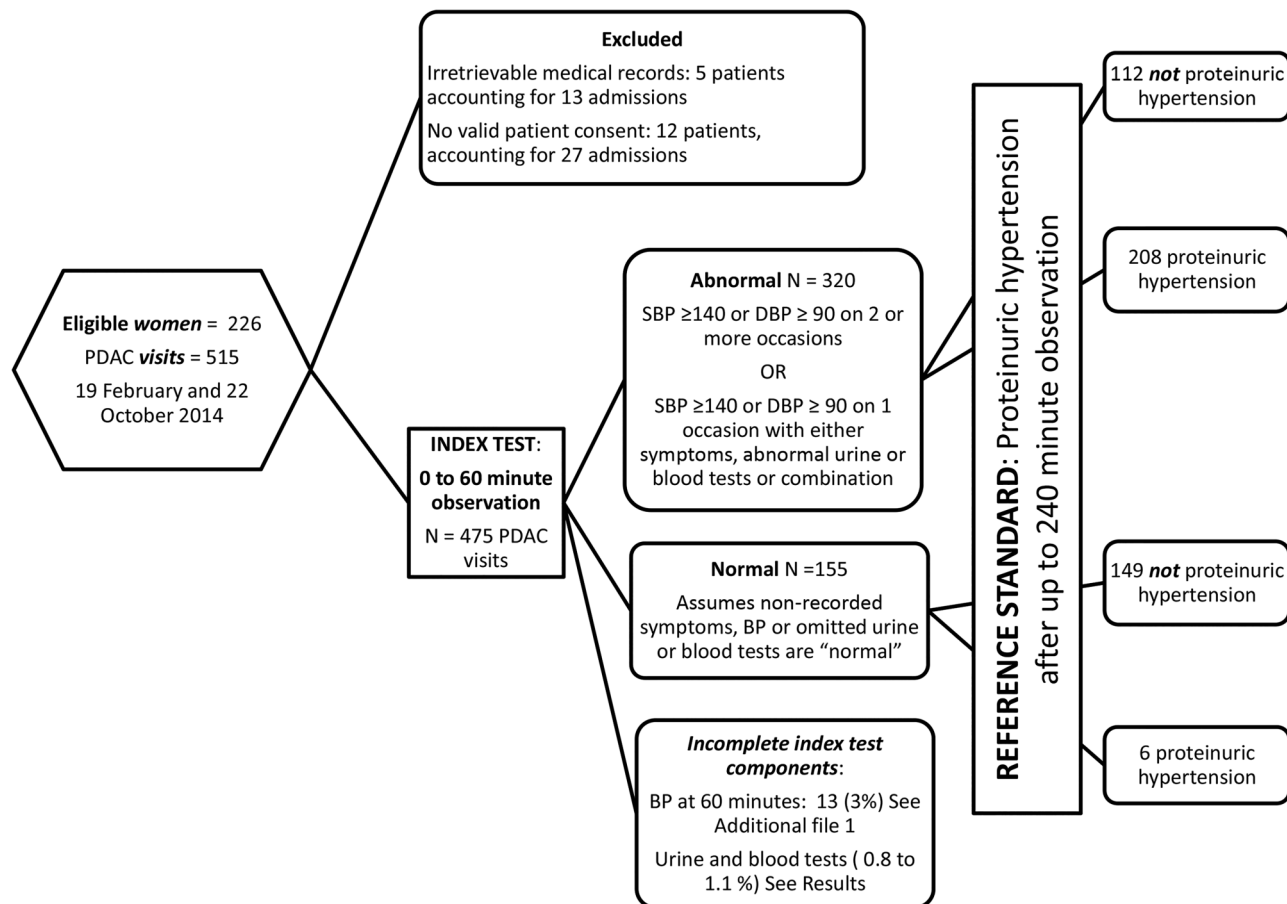 Excluded
Irretrievable medical records: 5 patients
accounting for 13 admissions
No valid patient consent: 12 patients,
accounting for 27 admissions
Eligible women = 226
PDAC visits = 515
19 February and 22
October 2014
INDEX TEST:
0 to 60 minute
observation
N = 475 PDAC
visits
Abnormal N = 320
SBP ≥140 or DBP ≥ 90 on 2 or
more occasions
OR
SBP ≥140 or DBP ≥ 90 on 1
occasion with either
symptoms, abnormal urine or
blood tests or combination
Normal N =155
Assumes non-recorded
symptoms, BP or omitted urine
or blood tests are “normal”
Incomplete index test
components:
BP at 60 minutes: 13 (3%) See
Additional file 1
Urine and blood tests ( 0.8 to
1.1 %) See Results
REFERENCE STANDARD: Proteinuric hypertension
after up to 240 minute observation
112 not proteinuric
hypertension
208 proteinuric
hypertension
149 not proteinuric
hypertension
6 proteinuric
hypertension